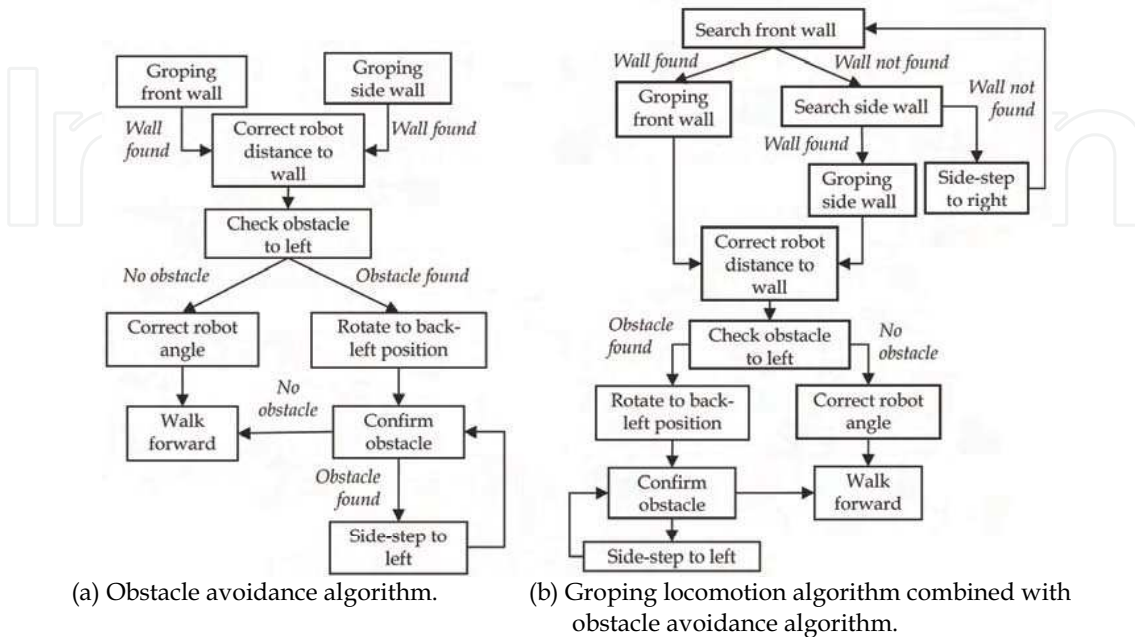 Groping
front wall
Groping
side wall
Wall
found
Correct robot
distance to
wall
Wall found
Check obstacle
to left
No obstacle
Obstacle found
Correct robot
angle
Rotate to back-
left position
No
obstacle
Walk
forward
Confirm
obstacle
Obstacle
found
Side-step to
left
(a) Obstacle avoidance algorithm.
Search front wall
Wall found
Wall not found
Wall not
found
Groping
front wall
Search side wall
Wall found
Groping
side wall
Side-step
to right
Correct robot
distance to
wall
Obstacle
found
Check obstacle
to left
No
obstacle
Rotate to back-
left position
Correct robot
angle
Confirm
obstacle
Walk
forward
Side-step to left
(b) Groping locomotion algorithm combined with
obstacle avoidance algorithm.